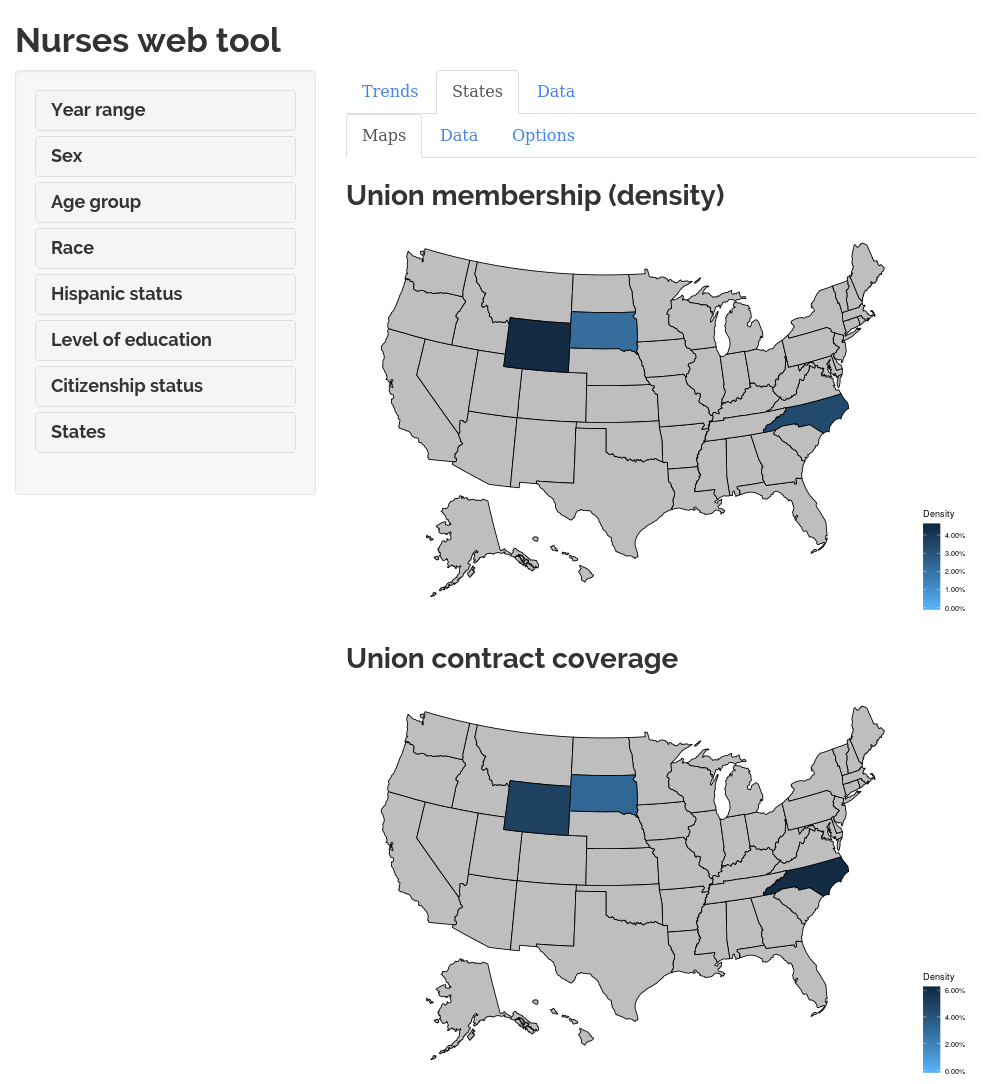 Nurses web tool
Year range
Sex
Age group
Race
Hispanic status
Level of education
Citizenship status
States
Trends States Data
Maps Data Options
Union membership (density)
Density
4.00%
3.00%
2.00%
1.00%
0.00%
Union contract coverage
Density
6.00%
4.00%
2.00%
0.00%